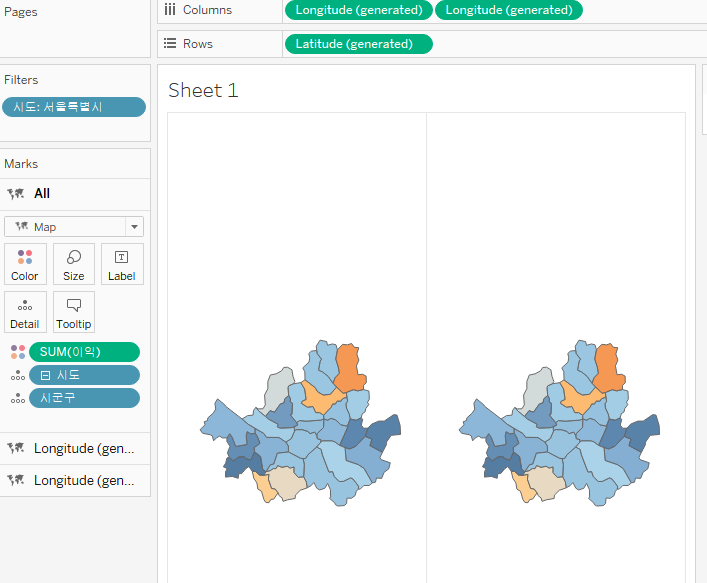 Pages
Columns
Longitude (generated)
Longitude (generated)
Rows
Latitude (generated)
Filters
시도: 서울특별시
Sheet 1
Marks
All
Map
Color
Size
Label
Detail
Tooltip
SUM(이익)
시도
시군구
Longitude (gen...
Longitude (gen...